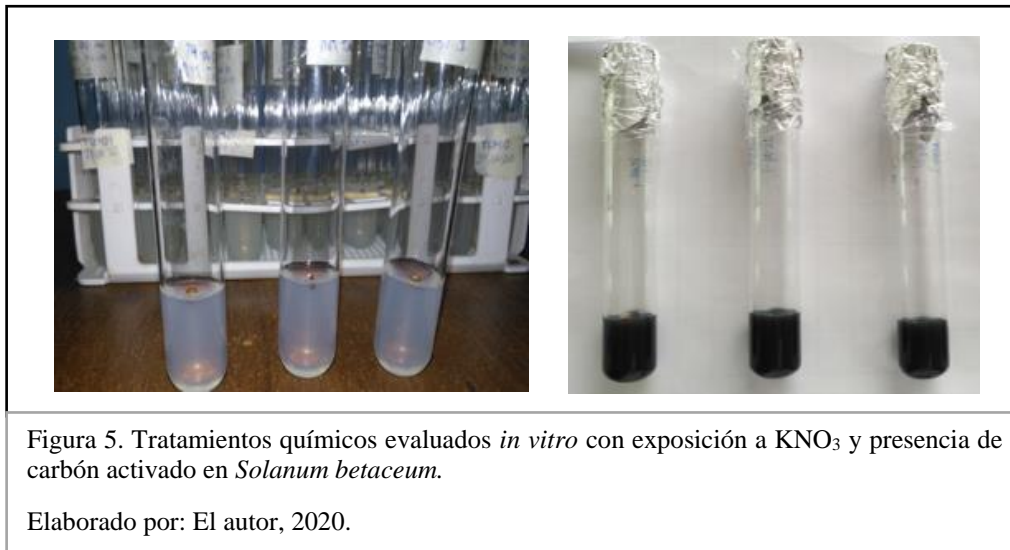 Figura 5. Tratamientos químicos evaluados in vitro con exposición a KNO₃ y presencia de
carbón activado en Solanum betaceum.
Elaborado por: El autor, 2020.